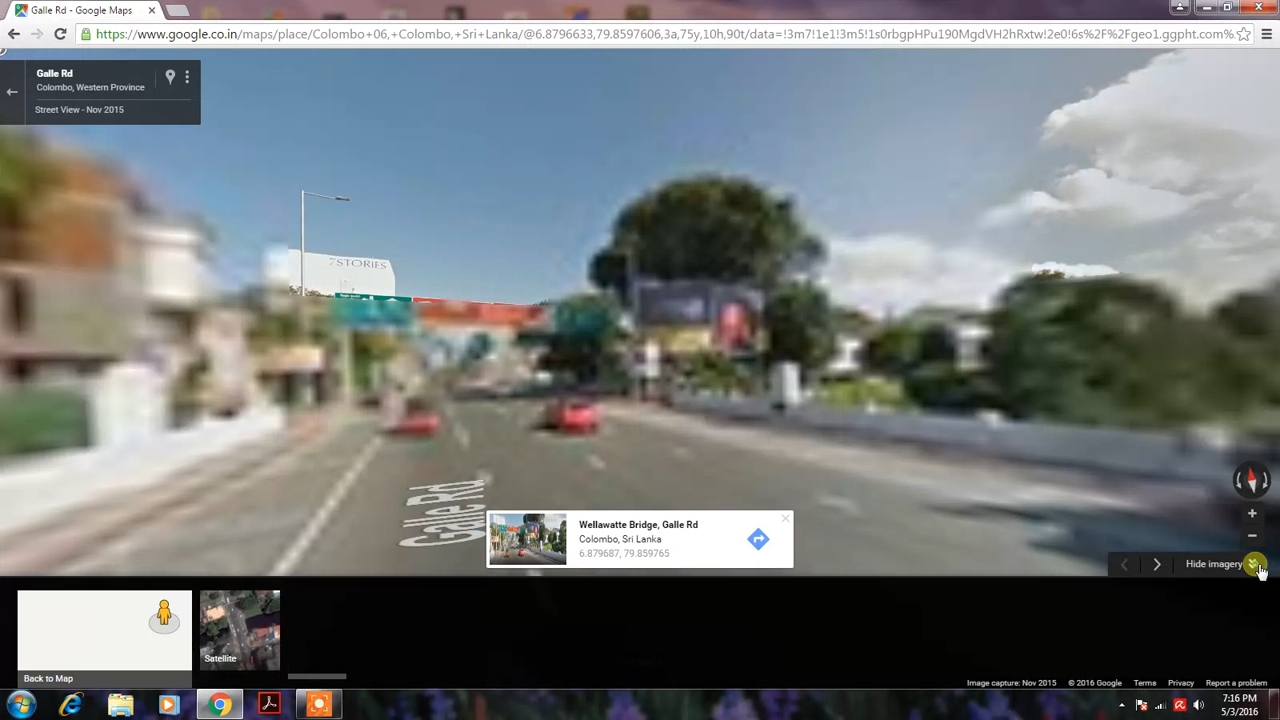 Galle Rd - Google Maps
https://www.google.co.in/maps/place/Colombo+06,+Colombo,+Sri+Lanka/@6.8796633,79.8597606,3a,75y,10h,90t/data=!3m7!1e1!3m5!1s0rbgpHPu190MgdVH2hRxtw!2e0!6s%2F%2Fgeo1.ggpht.com%
Galle Rd
Colombo, Western Province
Street View - Nov 2015
7STORIES
Galle Rd
Wellawatte Bridge, Galle Rd
Colombo, Sri Lanka
6.879687, 79.859765
Hide imagery
Satellite
Back to Map
Image capture: Nov 2015 © 2016 Google Terms Privacy Report a problem
7:16 PM
5/3/2016